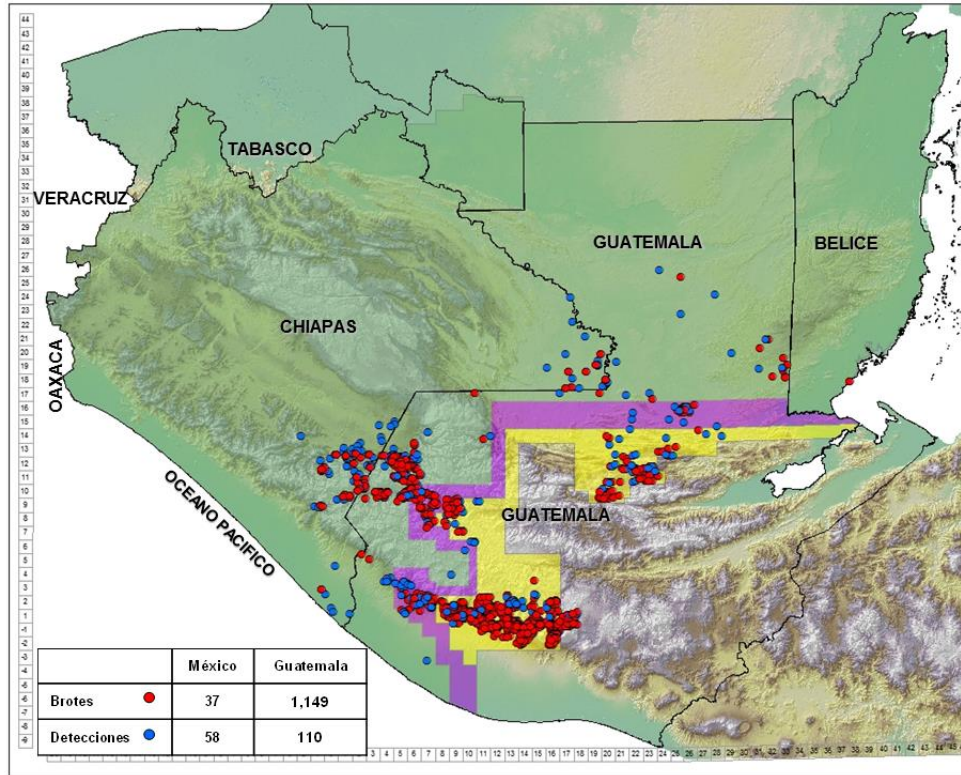 TABASCO
VERACRUZ
GUATEMALA
BELICE
CHIAPAS
OAXACA
OCEANO PACIFICO
GUATEMALA
México Guatemala
Brotes 37 1,149
Detecciones 58 110